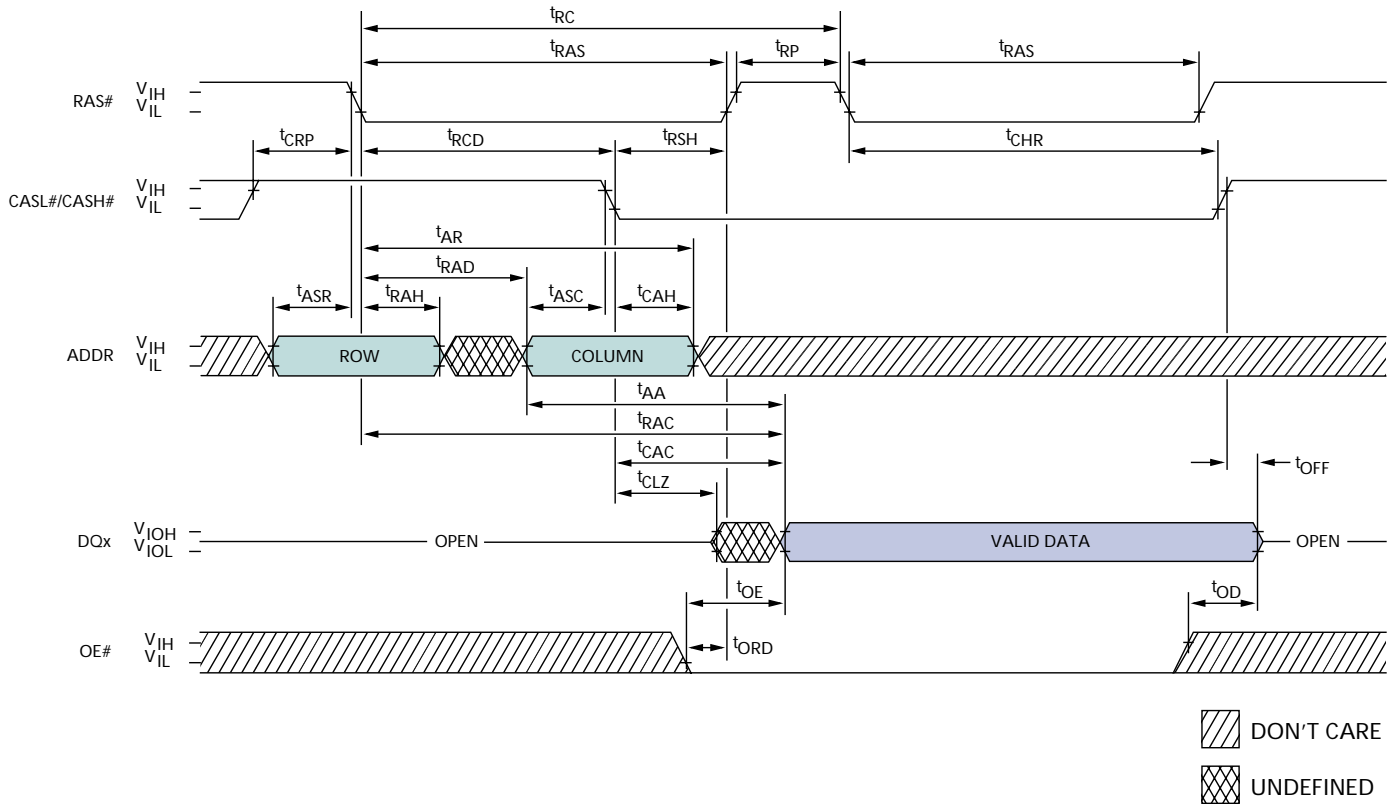 tRC
tRAS tRP tRAS
RAS# VIH
VIL
tCRP tRCD tRSH tCHR
CASL#/CASH# VIH
VIL
tAR
tRAD
tASR tRAH tASC tCAH
ADDR VIH
VIL
ROW COLUMN
tAA
tRAC
tCAC
tCLZ tOFF
DQx VIOH
VIOL
OPEN VALID DATA OPEN
tOE tOD
tORD
OE# VIH
VIL
DON'T CARE
UNDEFINED